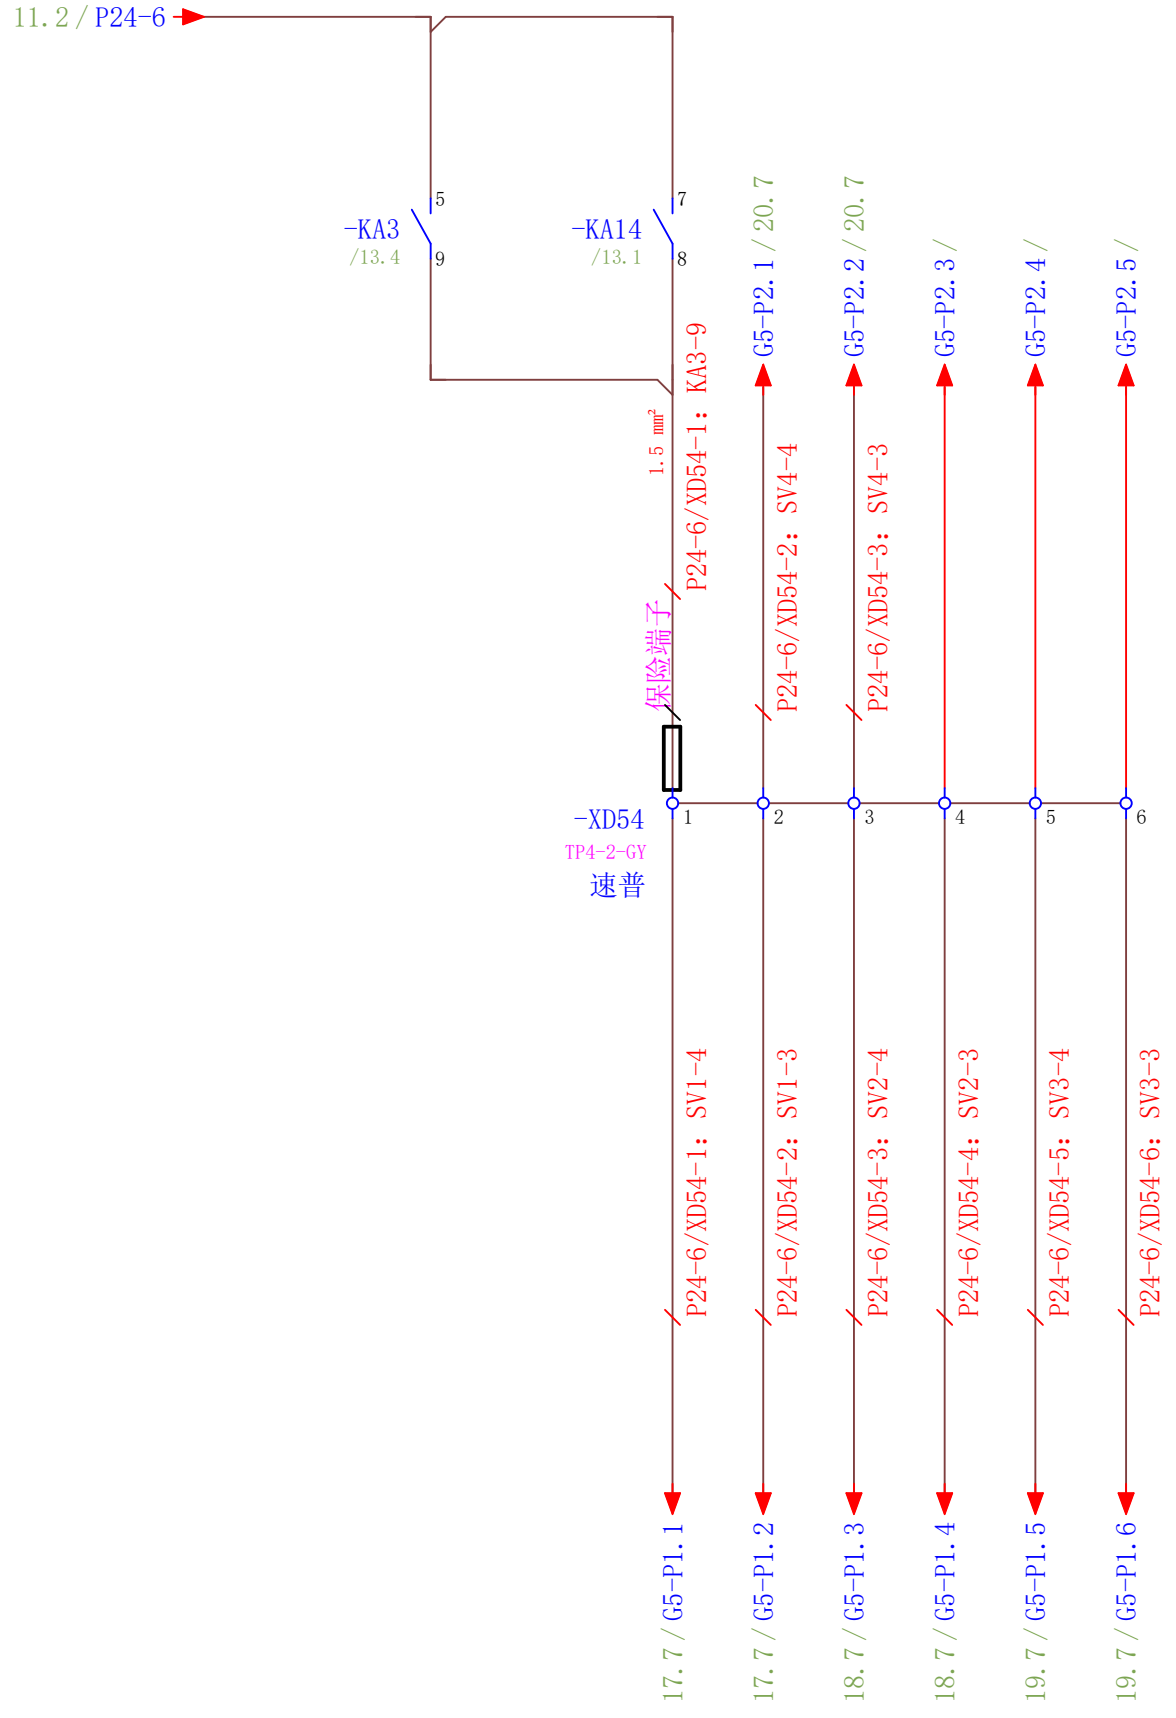 11.2/P24-6
5
-KA3
/13.4
9
7
-KA14
/13.1
8
G5-P2.1/20.7
G5-P2.2/20.7
G5-P2.3/
G5-P2.4/
G5-P2.5/
1.5 mm²
P24-6/XD54-1: KA3-9
P24-6/XD54-2: SV4-4
P24-6/XD54-3: SV4-3
保险端子
-XD54
TP4-2-GY
速普
1
2
3
4
5
6
P24-6/XD54-1: SV1-4
P24-6/XD54-2: SV1-3
P24-6/XD54-3: SV2-4
P24-6/XD54-4: SV2-3
P24-6/XD54-5: SV3-4
P24-6/XD54-6: SV3-3
17.7/G5-P1.1
17.7/G5-P1.2
18.7/G5-P1.3
18.7/G5-P1.4
19.7/G5-P1.5
19.7/G5-P1.6